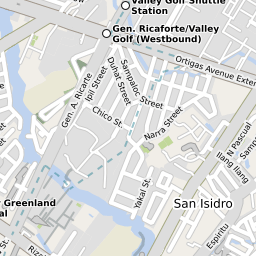 Valley Golf Shuttle
Station
Gen. Ricaforte/Valley
Golf (Westbound)
Ortigas Avenue Exten
Sampaloc Street
Duhat Street
Ipil Street
Gen. A. Ricarte
Chico St.
Narra Street
N Pascual
Ilang Ilang
Yakal St.
San Isidro
Greenland
Espiritu